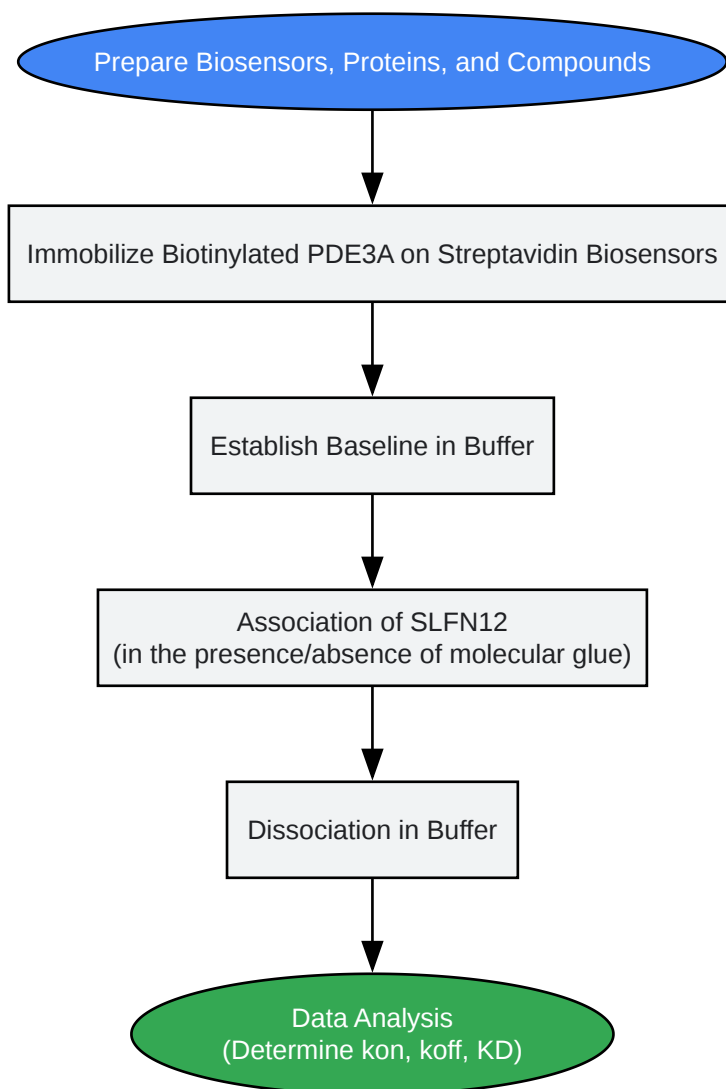 Prepare Biosensors, Proteins, and Compounds
Immobilize Biotinylated PDE3A on Streptavidin Biosensors
Establish Baseline in Buffer
Association of SLFN12
(in the presence/absence of molecular glue)
Dissociation in Buffer
Data Analysis
(Determine kon, koff, KD)